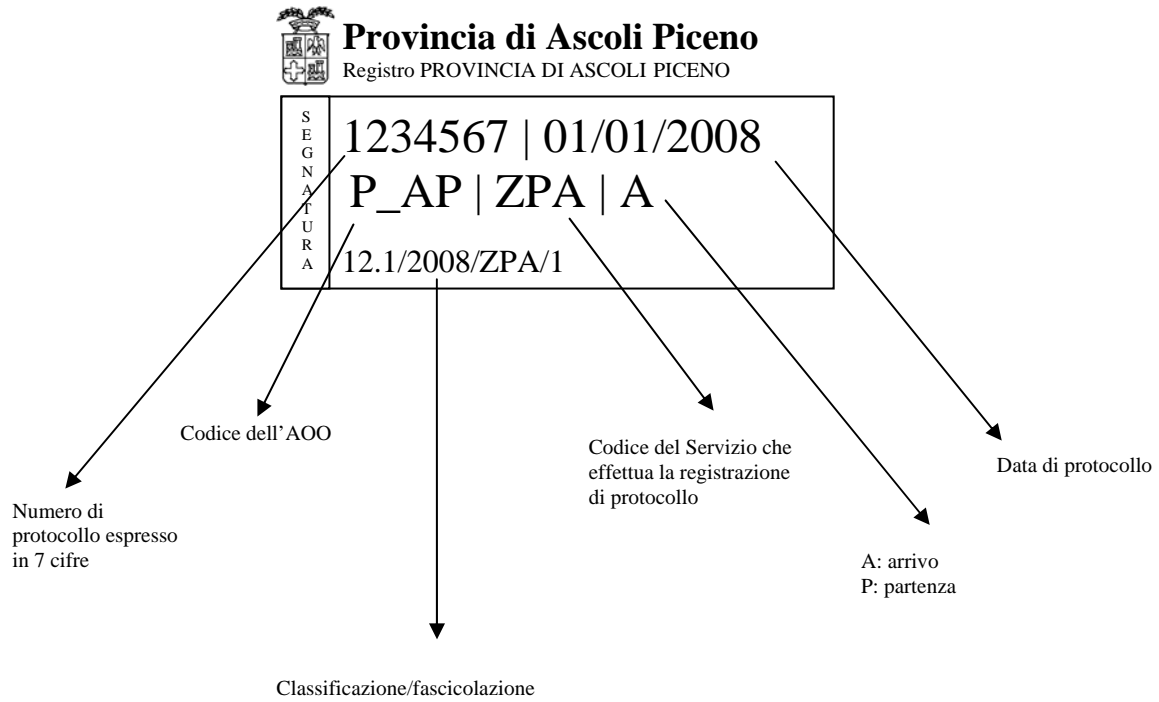 Provincia di Ascoli Piceno
Registro PROVINCIA DI ASCOLI PICENO
SEGNATURA
1234567 | 01/01/2008
P_AP | ZPA | A
12.1/2008/ZPA/1
Codice dell'AOO
Codice del Servizio che
effettua la registrazione
di protocollo
Data di protocollo
Numero di
protocollo espresso
in 7 cifre
A: arrivo
P: partenza
Classificazione/fascicolazione